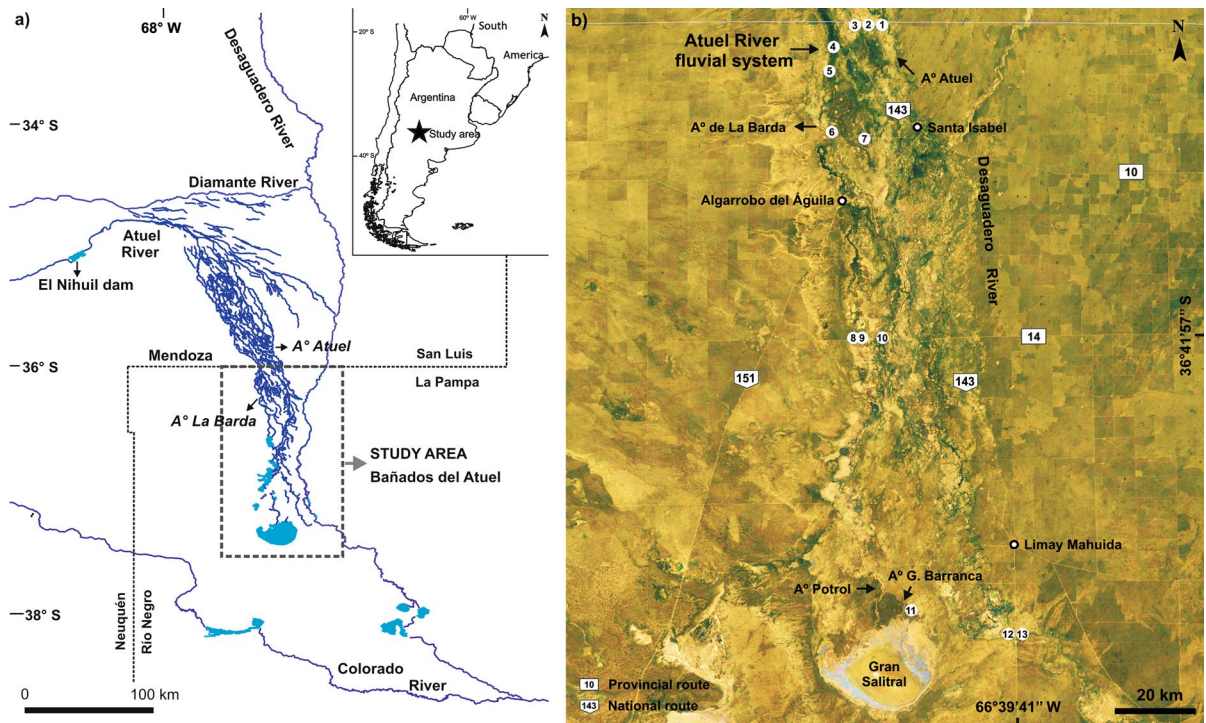 a)
68° W
Desaguadero River
60° W
N
20° S
South
America
Argentina
Study area
40° S
34° S
Diamante River
Atuel
River
El Nihuil dam
A° Atuel
Mendoza
San Luis
36° S
La Pampa
A° La Barda
STUDY AREA
Bañados del Atuel
38° S
Neuquén
Río Negro
Colorado
River
0
100 km
b)
3
2
1
N
Atuel River
fluvial system
4
A° Atuel
5
143
A° de La Barda
6
7
Santa Isabel
10
Algarrobo del Águila
Desaguadero
River
8
9
10
14
36°41'57" S
151
143
Limay Mahuida
A° Potrol
A° G. Barranca
11
12
13
Gran
Salitral
10 Provincial route
143 National route
66°39'41" W
20 km